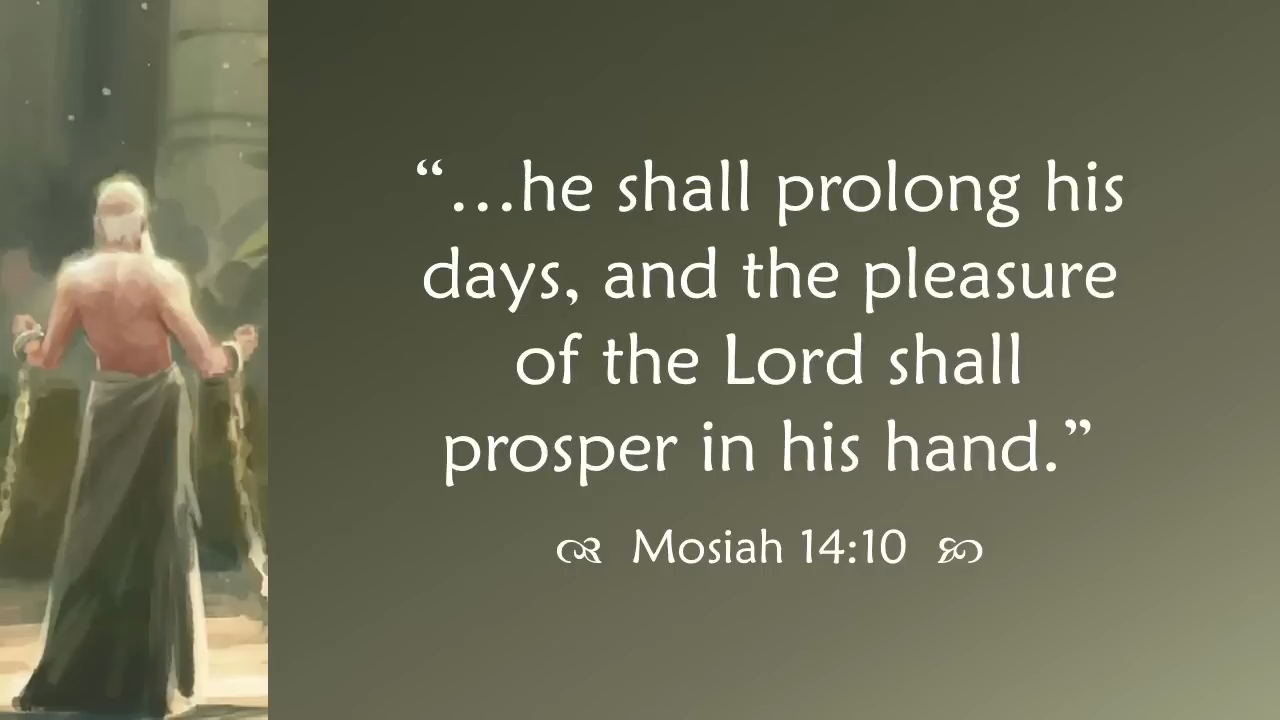 “…he shall prolong his
days, and the pleasure
of the Lord shall
prosper in his hand.”
Mosiah 14:10